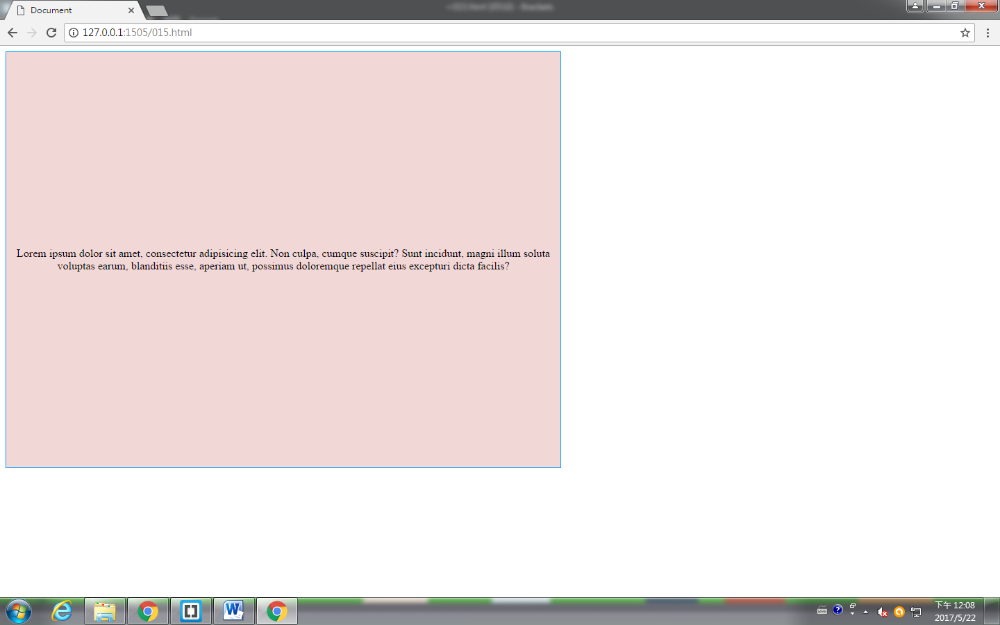 Document
127.0.0.1:1505/015.html
Lorem ipsum dolor sit amet, consectetur adipisicing elit. Non culpa, cumque suscipit? Sunt incidunt, magni illum soluta
voluptas earum, blanditiis esse, aperiam ut, possimus doloremque repellat eius excepturi dicta facilis?
下午 12:08
2017/5/22